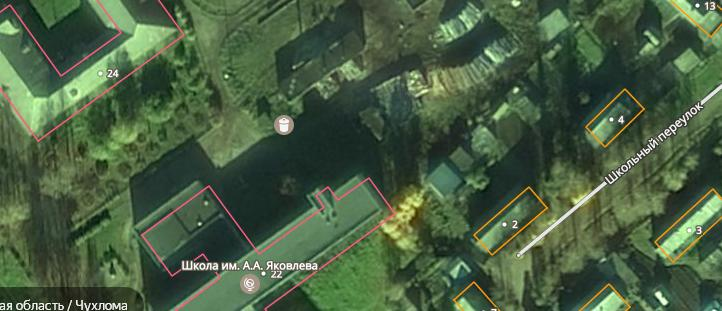 13
24
4
Школьный переулок
2
3
Школа им. А.А. Яковлева
22
ая область / Чухлома